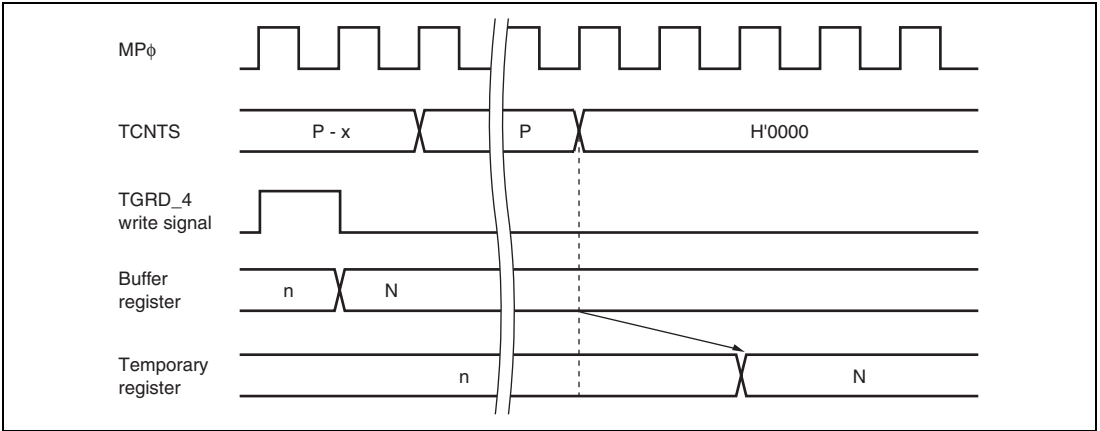 MPφ
TCNTS
P - x
P
H'0000
TGRD_4
write signal
Buffer
register
n
N
Temporary
register
n
N